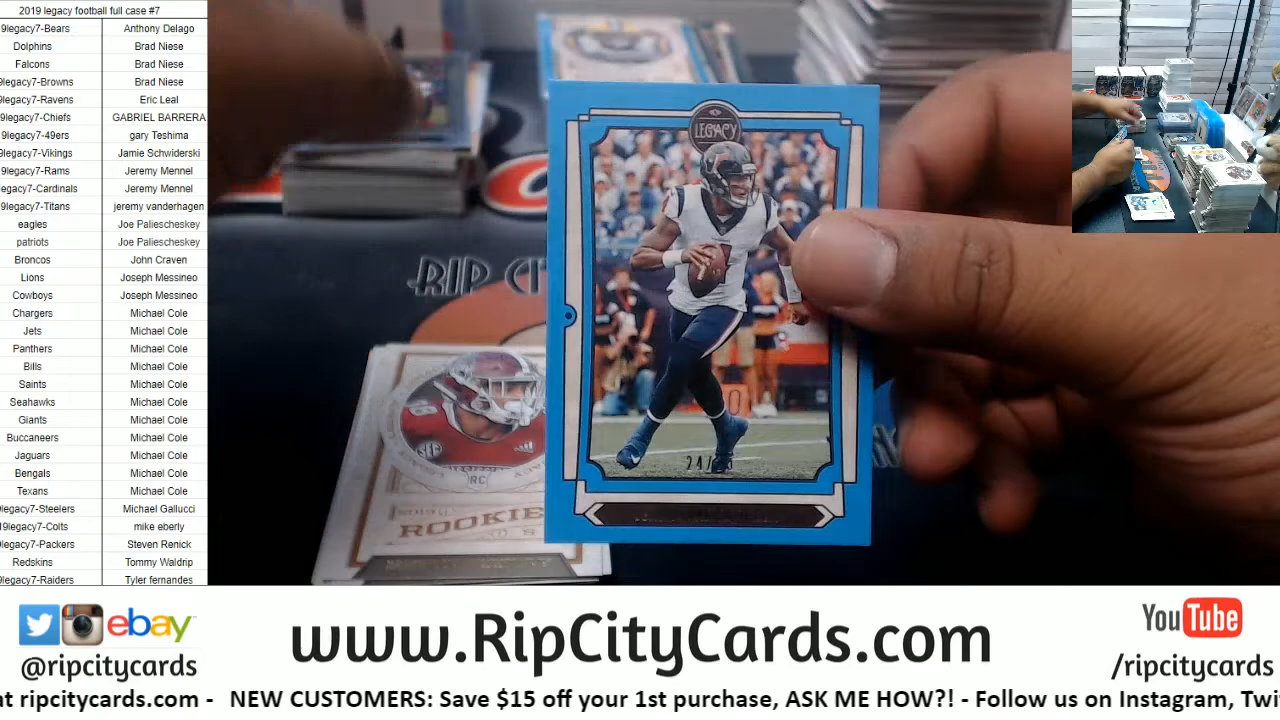 2019 legacy football full case #7
9legacy7-Bears Anthony Delago
Dolphins Brad Niese
Falcons Brad Niese
9legacy7-Browns Brad Niese
9legacy7-Ravens Eric Leal
9legacy7-Chiefs GABRIEL BARRERA
9legacy7-49ers gary Teshima
9legacy7-Vikings Jamie Schwiderski
9legacy7-Rams Jeremy Mennel
egacy7-Cardinals Jeremy Mennel
9legacy7-Titans jeremy vanderhagen
eagles Joe Paliescheskey
patriots Joe Paliescheskey
Broncos John Craven
Lions Joseph Messineo
Cowboys Joseph Messineo
Chargers Michael Cole
Jets Michael Cole
Panthers Michael Cole
Bills Michael Cole
Saints Michael Cole
Seahawks Michael Cole
Giants Michael Cole
Buccaneers Michael Cole
Jaguars Michael Cole
Bengals Michael Cole
Texans Michael Cole
9legacy7-Steelers Michael Gallucci
9legacy7-Colts mike eberly
9legacy7-Packers Steven Renick
Redskins Tommy Waldrip
9legacy7-Raiders Tyler fernandes
LEGACY
RIP CI
SEC
RC
ROOKIE
ebay
@ripcitycards
www.RipCityCards.com
YouTube
/ripcitycards
at ripcitycards.com - NEW CUSTOMERS: Save $15 off your 1st purchase, ASK ME HOW?! - Follow us on Instagram, Twi